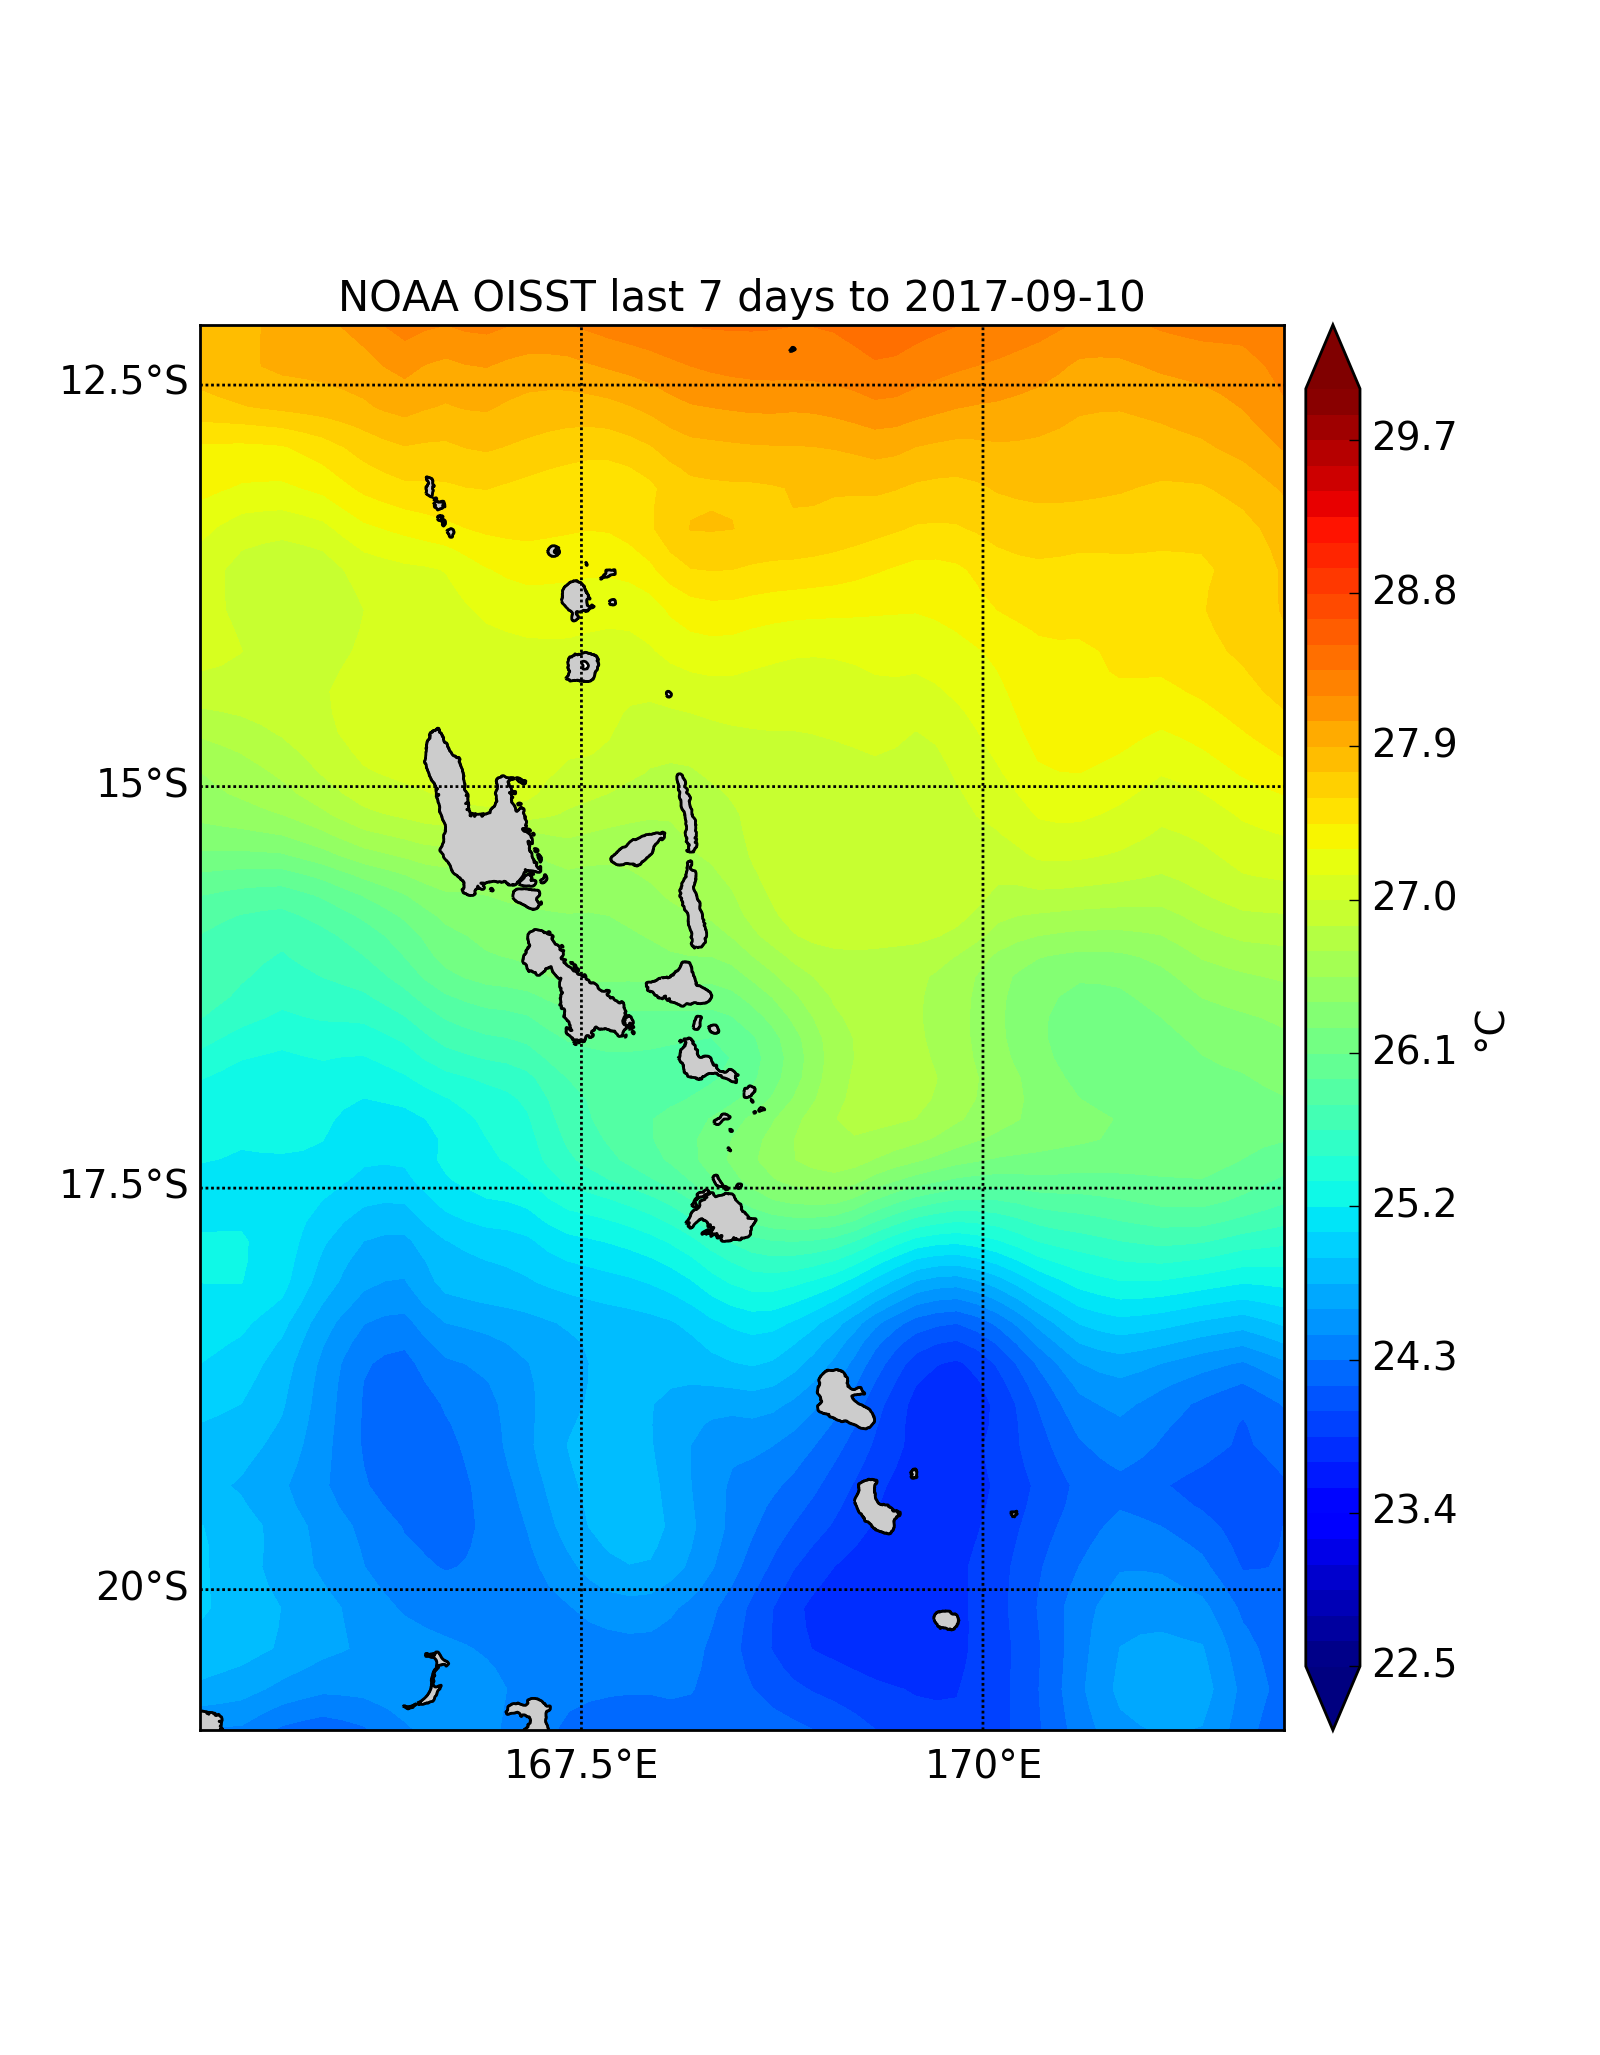 NOAA OISST last 7 days to 2017-09-10
12.5°S
15°S
17.5°S
20°S
167.5°E
170°E
29.7
28.8
27.9
27.0
26.1
25.2
24.3
23.4
22.5
°C